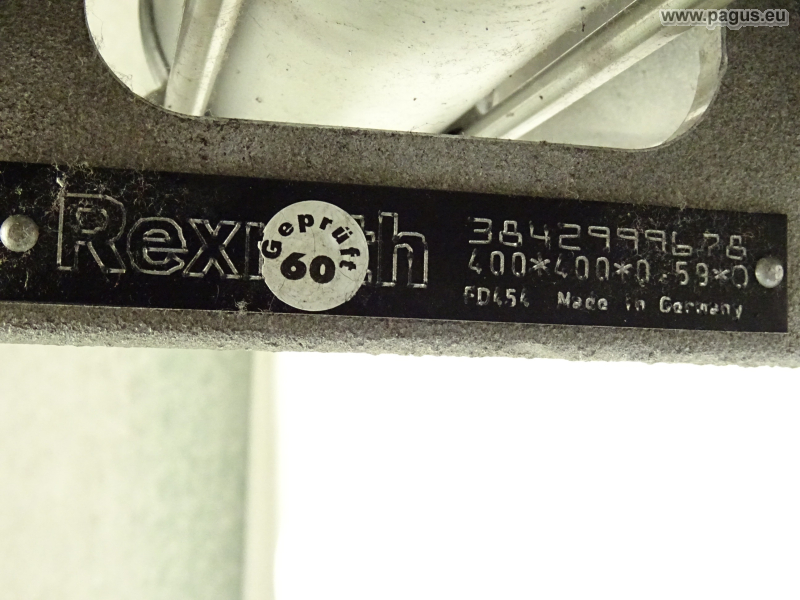 www.pagus.eu
Rexroth
Geprüft
60
3842999678
400*400*0.59*0
FD454 Made in Germany